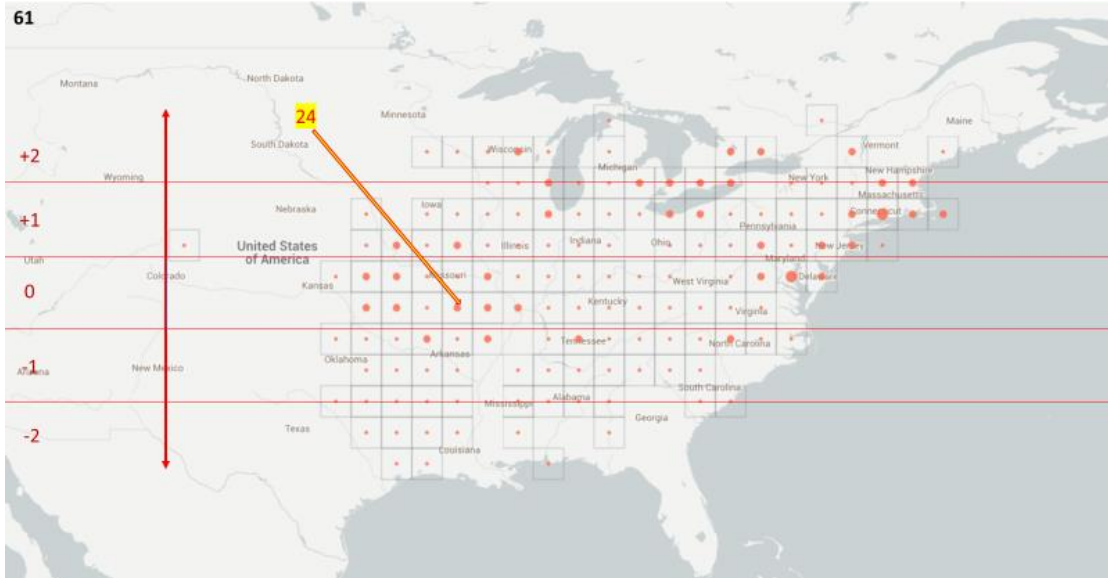 61
Montana
North Dakota
24
Minnesota
Maine
South Dakota
+2
Wisconsin
Vermont
Michigan
New Hampshire
Wyoming
New York
Massachusetts
Iowa
Nebraska
+1
Connecticut
Pennsylvania
United States
of America
Illinois
Indiana
Ohio
New Jersey
Utah
Maryland
Colorado
Missouri
Delaware
Kansas
West Virginia
0
Kentucky
Virginia
Tennessee
North Carolina
Arkansas
Oklahoma
Arizona
-1
New Mexico
South Carolina
Mississippi
Alabama
Georgia
Texas
-2
Louisiana